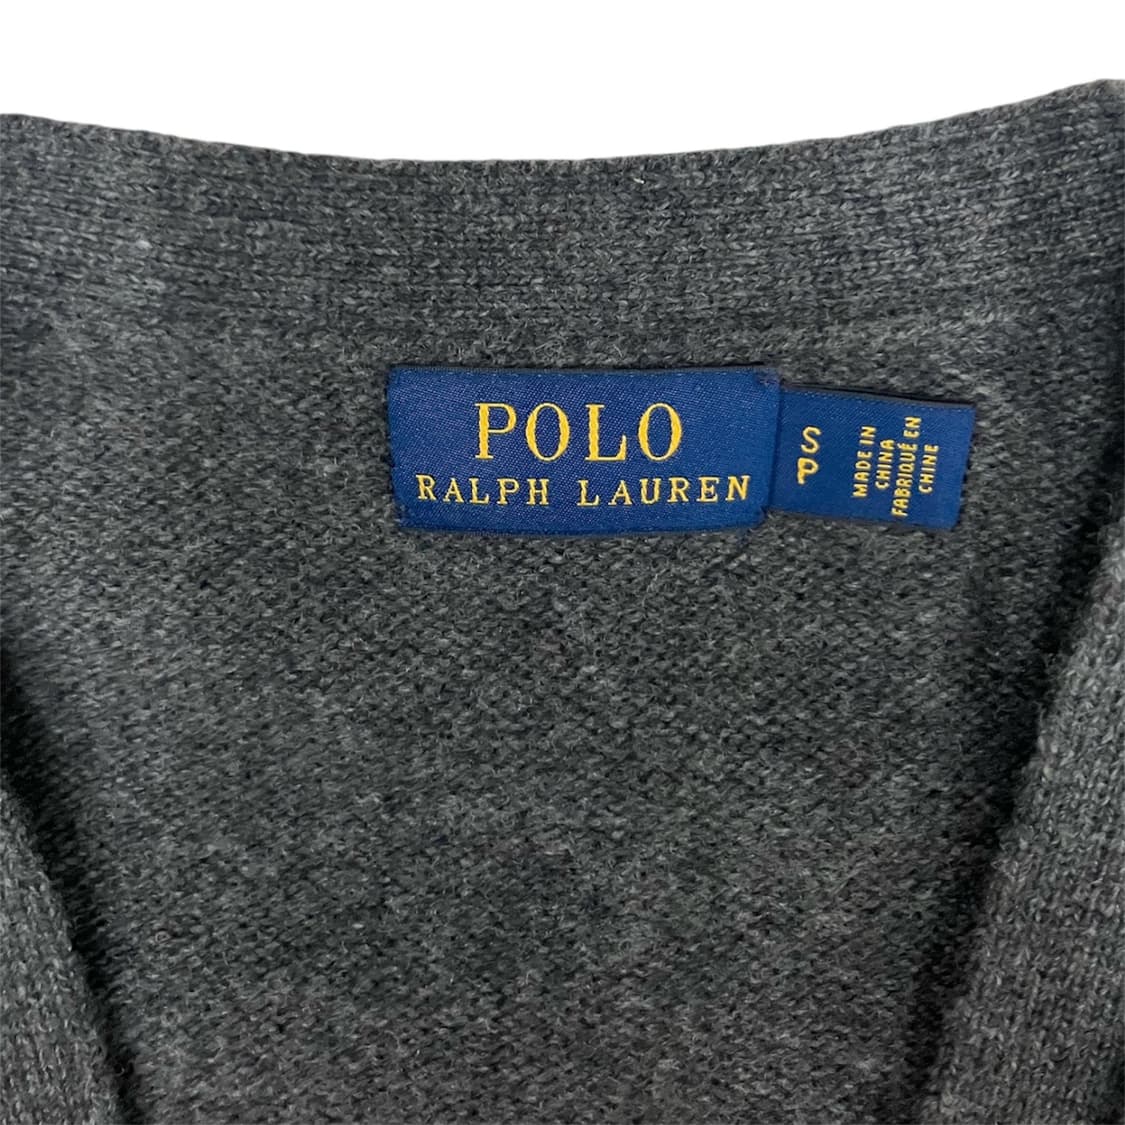 POLO
RALPH LAUREN
S
P
MADE IN
CHINA
FABRIQUÉ EN
CHINE